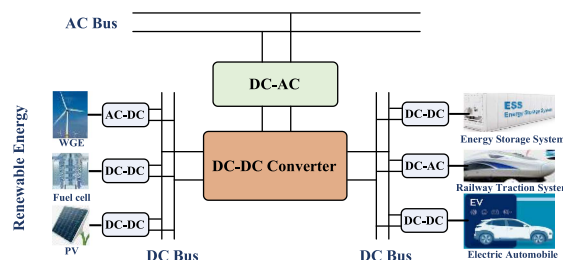 AC Bus
DC-AC
Renewable Energy
AC-DC
WGE
DC-DC
Fuel cell
DC-DC
PV
DC-DC Converter
DC-DC
ESS
Energy Storage System
Energy Storage System
DC-AC
Railway Traction System
DC-DC
EV
Electric Automobile
DC Bus
DC Bus